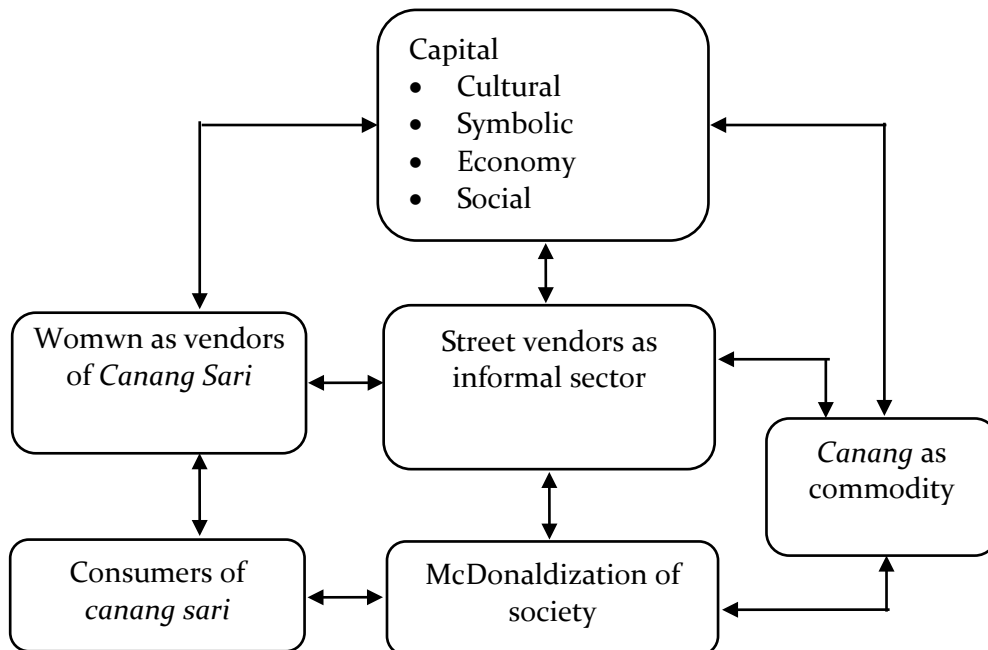 Capital
• Cultural
• Symbolic
• Economy
• Social
Womwn as vendors
of Canang Sari
Street vendors as
informal sector
Canang as
commodity
Consumers of
canang sari
McDonaldization of
society